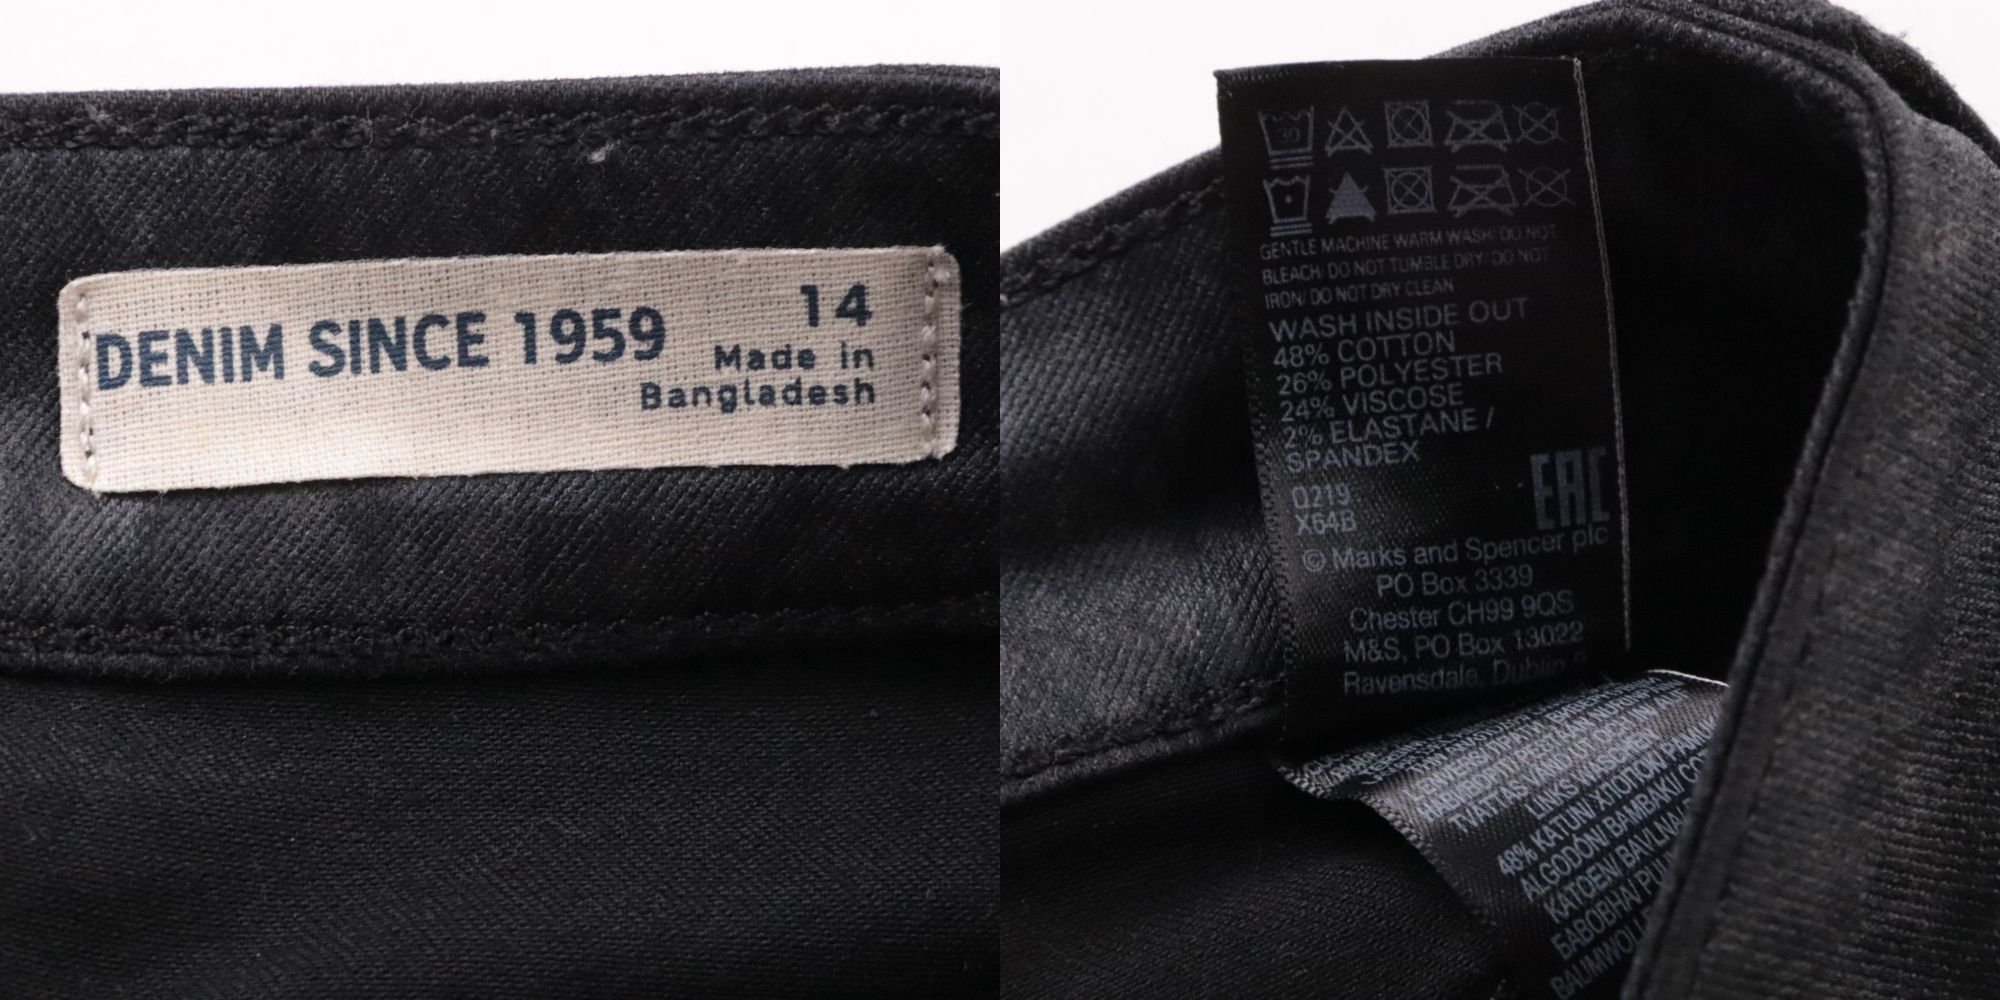 DENIM SINCE 1959
14
Made in
Bangladesh
30
GENTLE MACHINE WARM WASH/ DO NOT
BLEACH/ DO NOT TUMBLE DRY/ DO NOT
IRON/ DO NOT DRY CLEAN
WASH INSIDE OUT
48% COTTON
26% POLYESTER
24% VISCOSE
2% ELASTANE /
SPANDEX
EAC
Q219
X64B
© Marks and Spencer plc
PO Box 3339
Chester CH99 9QS
M&S, PO Box 13022
Ravensdale, Dublin
48% KATUN/ ХЛОПОК/
ALGODÓN/ BAMBAKI/
KATOEN/ BAVLNA
БАВОВНА/